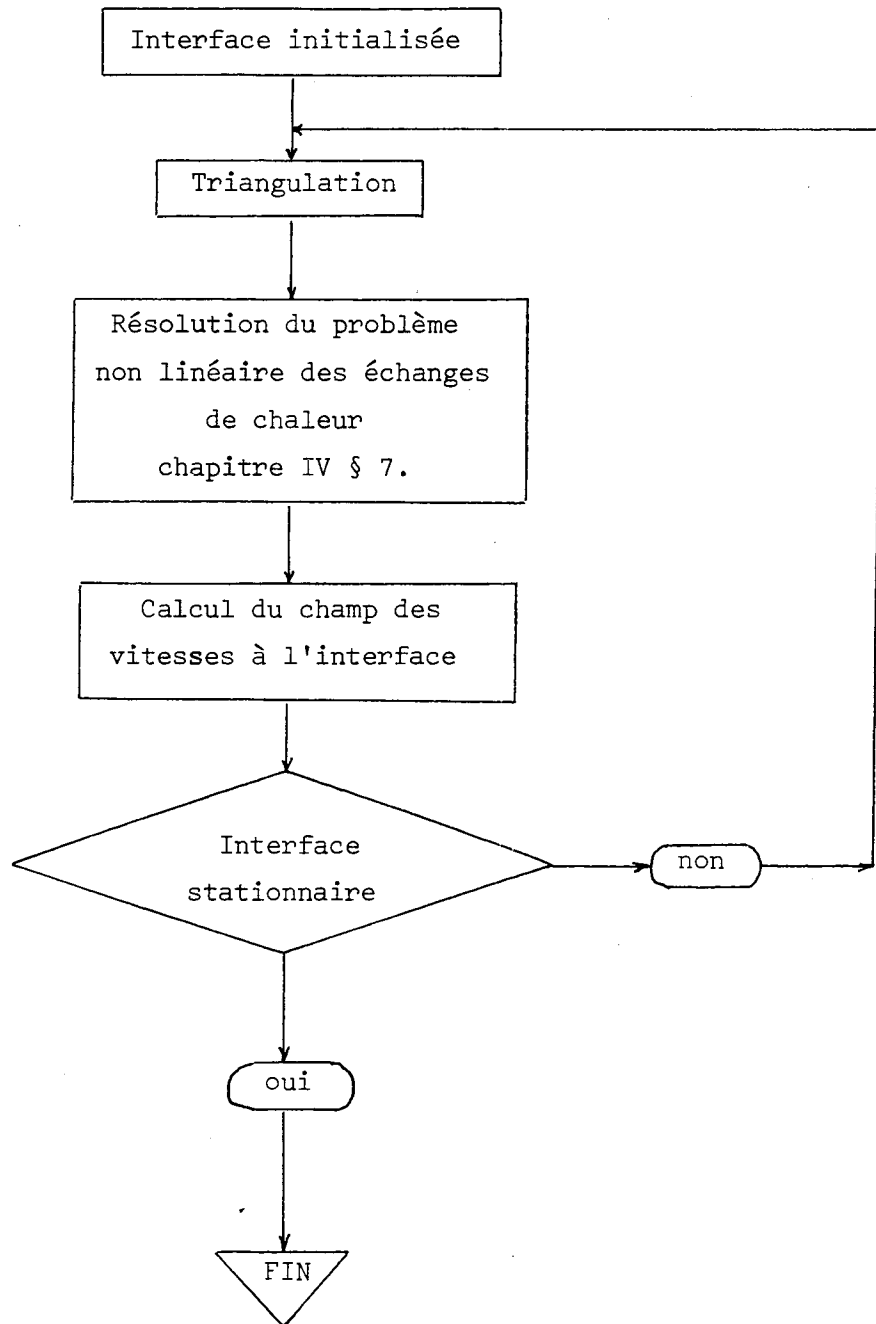 Interface initialisée
Triangulation
Résolution du problème
non linéaire des échanges
de chaleur
chapitre IV § 7.
Calcul du champ des
vitesses à l'interface
Interface
stationnaire
non
oui
FIN